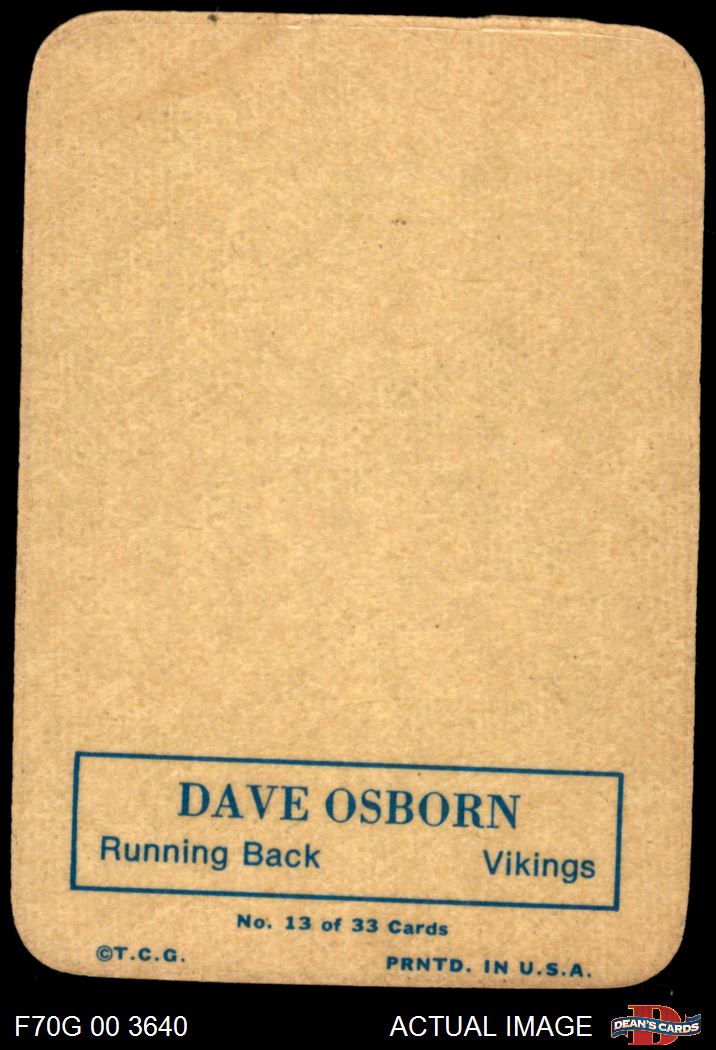 DAVE OSBORN
Running Back Vikings
No. 13 of 33 Cards
©T.C.G. PRNTD. IN U.S.A.
F70G 00 3640 ACTUAL IMAGE DEAN'S CARDS